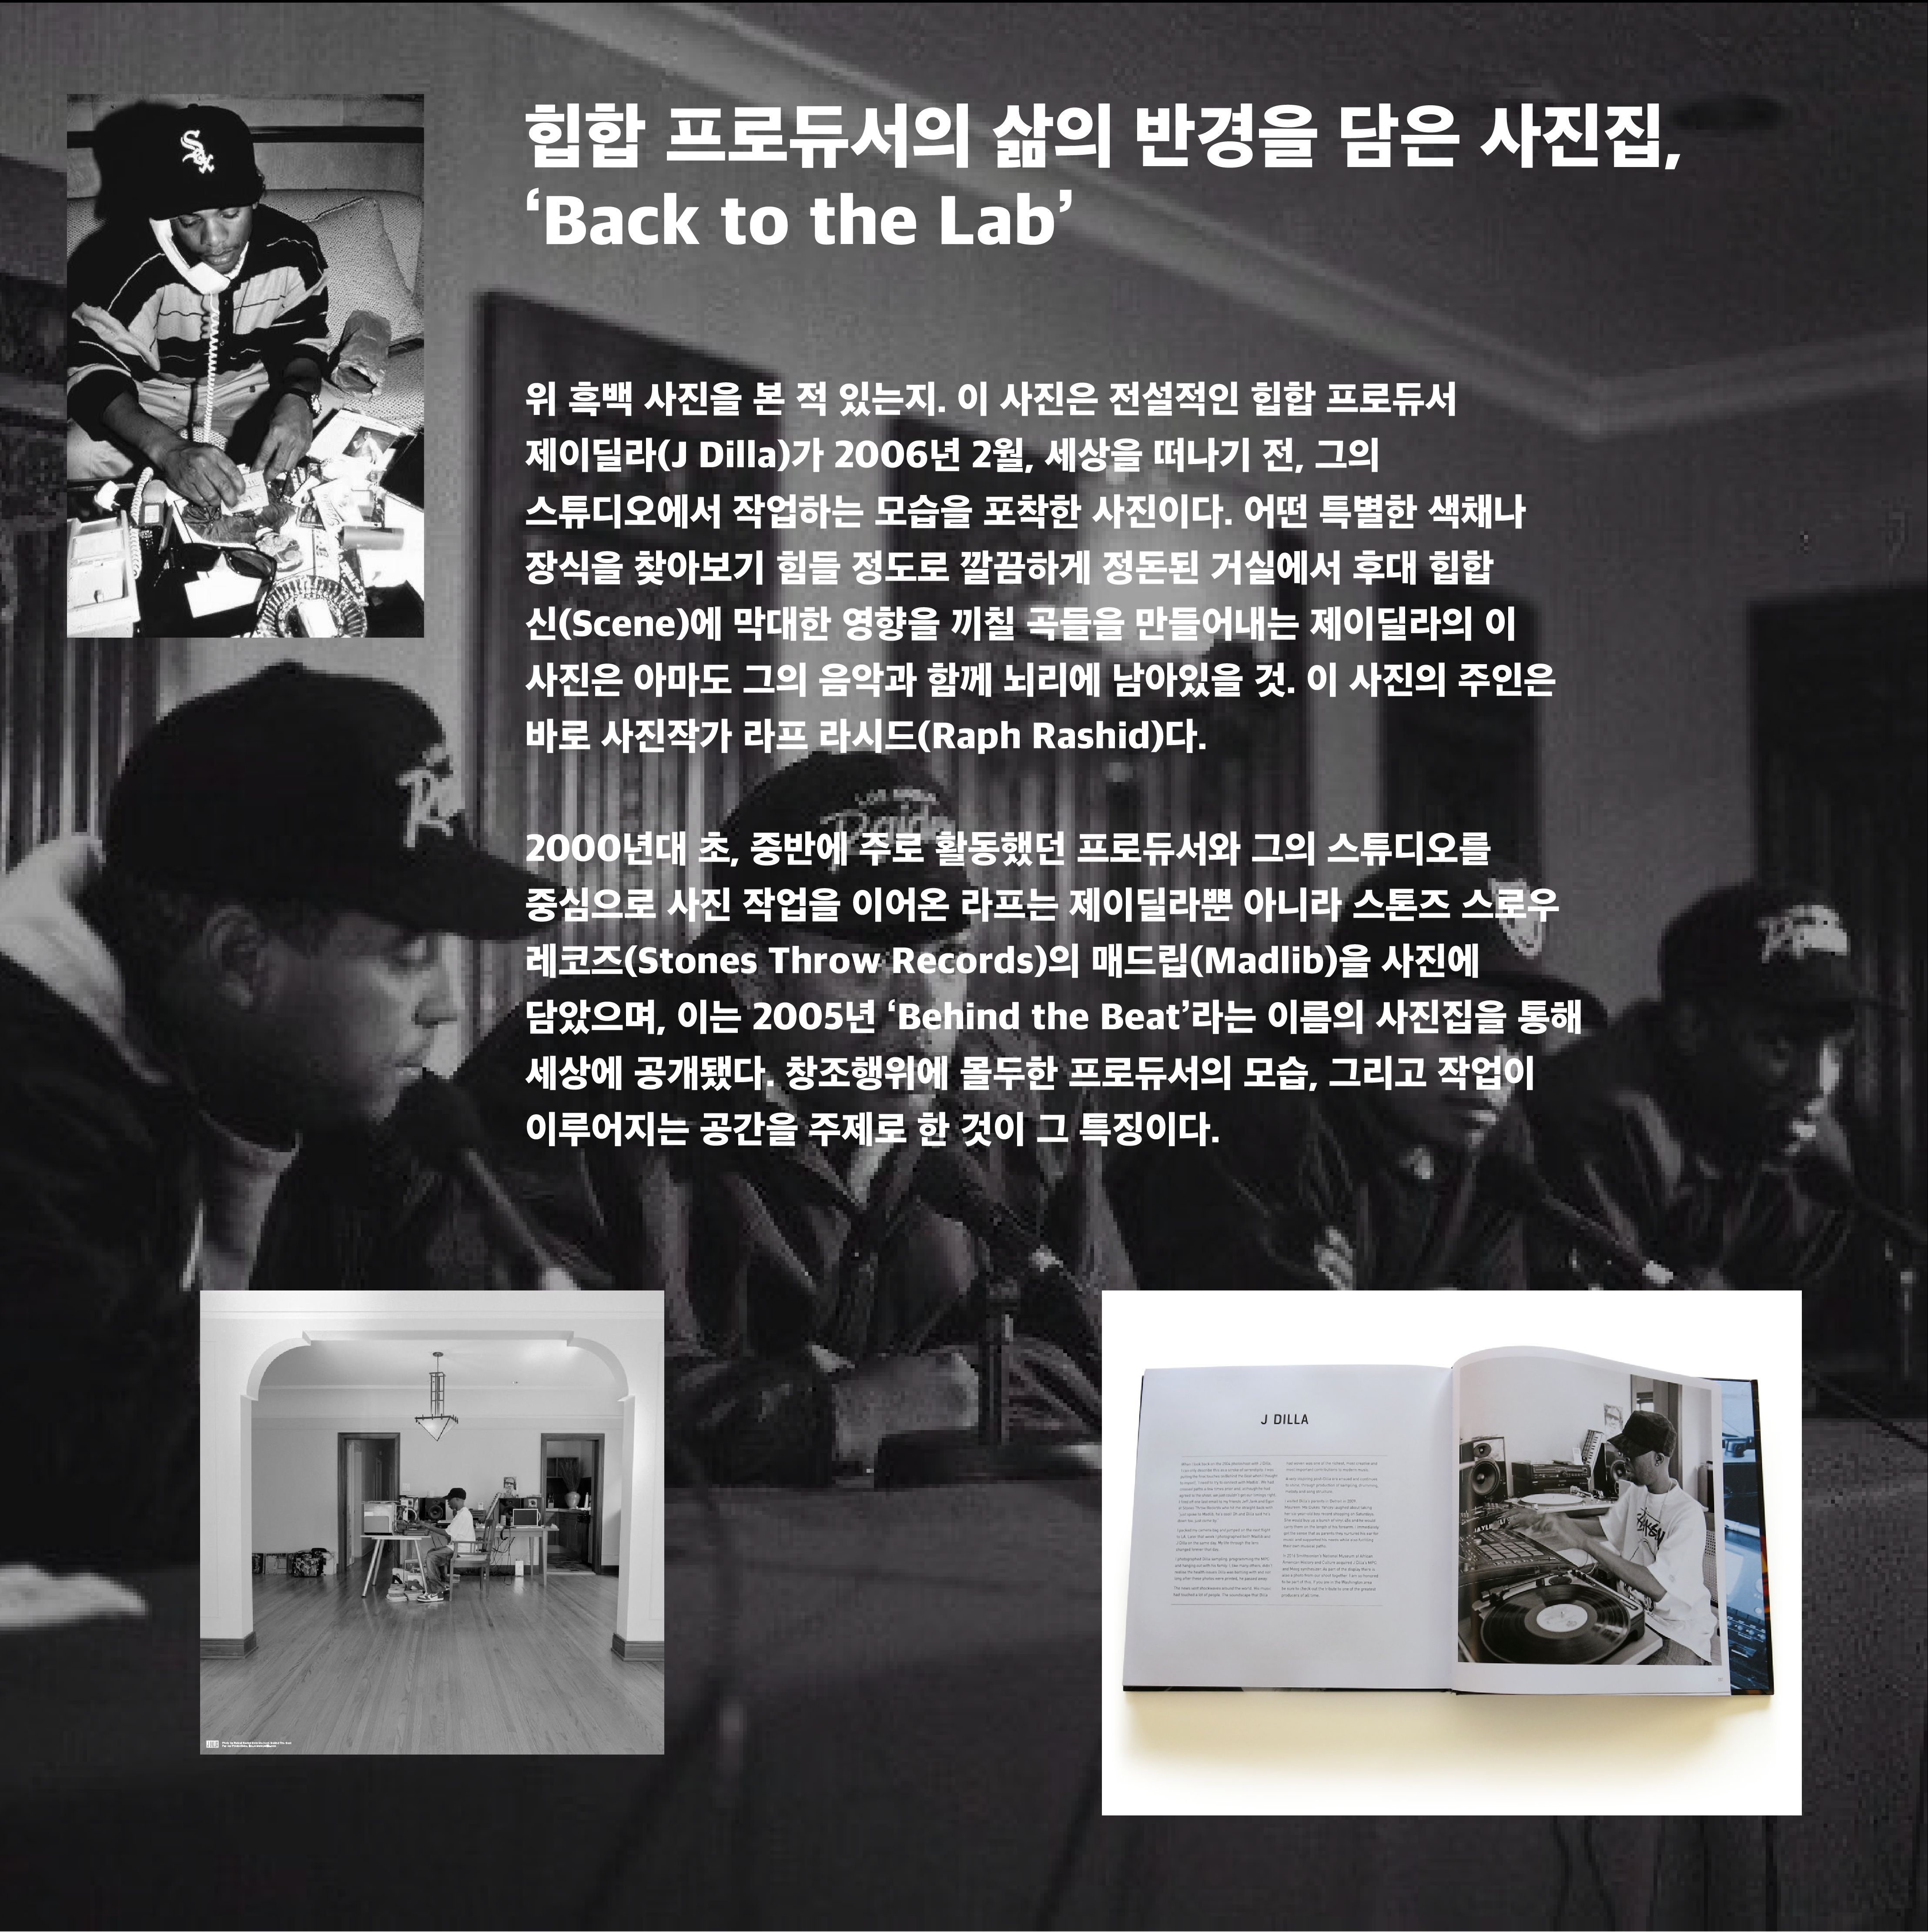 힙합 프로듀서의 삶의 반경을 담은 사진집,
‘Back to the Lab’
위 흑백 사진을 본 적 있는지. 이 사진은 전설적인 힙합 프로듀서
제이딜라(J Dilla)가 2006년 2월, 세상을 떠나기 전, 그의
스튜디오에서 작업하는 모습을 포착한 사진이다. 어떤 특별한 색채나
장식을 찾아보기 힘들 정도로 깔끔하게 정돈된 거실에서 후대 힙합
신(Scene)에 막대한 영향을 끼칠 곡들을 만들어내는 제이딜라의 이
사진은 아마도 그의 음악과 함께 뇌리에 남아있을 것. 이 사진의 주인은
바로 사진작가 라프 라시드(Raph Rashid)다.
2000년대 초, 중반에 주로 활동했던 프로듀서와 그의 스튜디오를
중심으로 사진 작업을 이어온 라프는 제이딜라뿐 아니라 스톤즈 스로우
레코즈(Stones Throw Records)의 매드립(Madlib)을 사진에
담았으며, 이는 2005년 ‘Behind the Beat’라는 이름의 사진집을 통해
세상에 공개됐다. 창조행위에 몰두한 프로듀서의 모습, 그리고 작업이
이루어지는 공간을 주제로 한 것이 그 특징이다.
Sox
Raiders
J DILLA